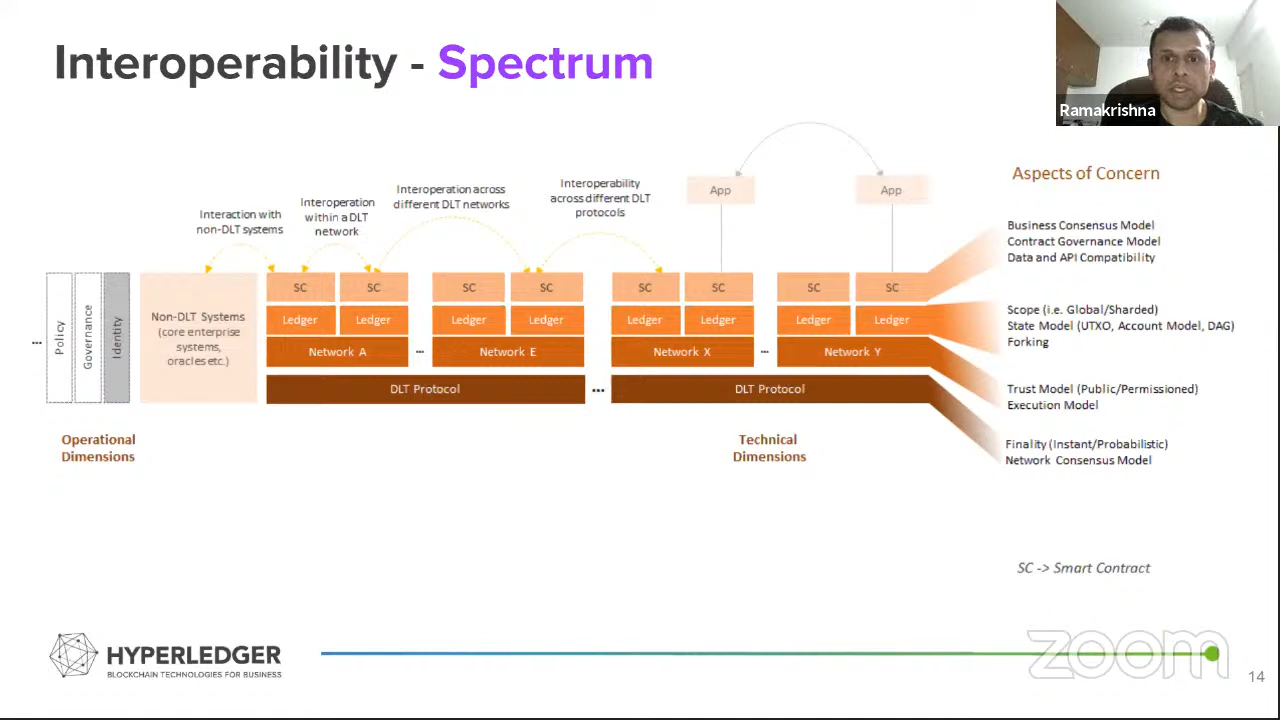 Interoperability - Spectrum
Ramakrishna
Aspects of Concern
Interaction with
non-DLT systems
Interoperation
within a DLT
network
Interoperation across
different DLT networks
Interoperability
across different DLT
protocols
App
App
Business Consensus Model
Contract Governance Model
Data and API Compatibility
Scope (i.e. Global/Sharded)
State Model (UTXO, Account Model, DAG)
Forking
Trust Model (Public/Permissioned)
Execution Model
Finality (Instant/Probabilistic)
Network Consensus Model
...
Policy
Governance
Identity
Non-DLT Systems
(core enterprise
systems,
oracles etc.)
SC SC SC SC SC SC SC SC
Ledger Ledger Ledger Ledger Ledger Ledger Ledger Ledger
Network A ... Network E Network X ... Network Y
DLT Protocol ... DLT Protocol
Operational
Dimensions
Technical
Dimensions
SC -> Smart Contract
HYPERLEDGER
BLOCKCHAIN TECHNOLOGIES FOR BUSINESS
zoom
14